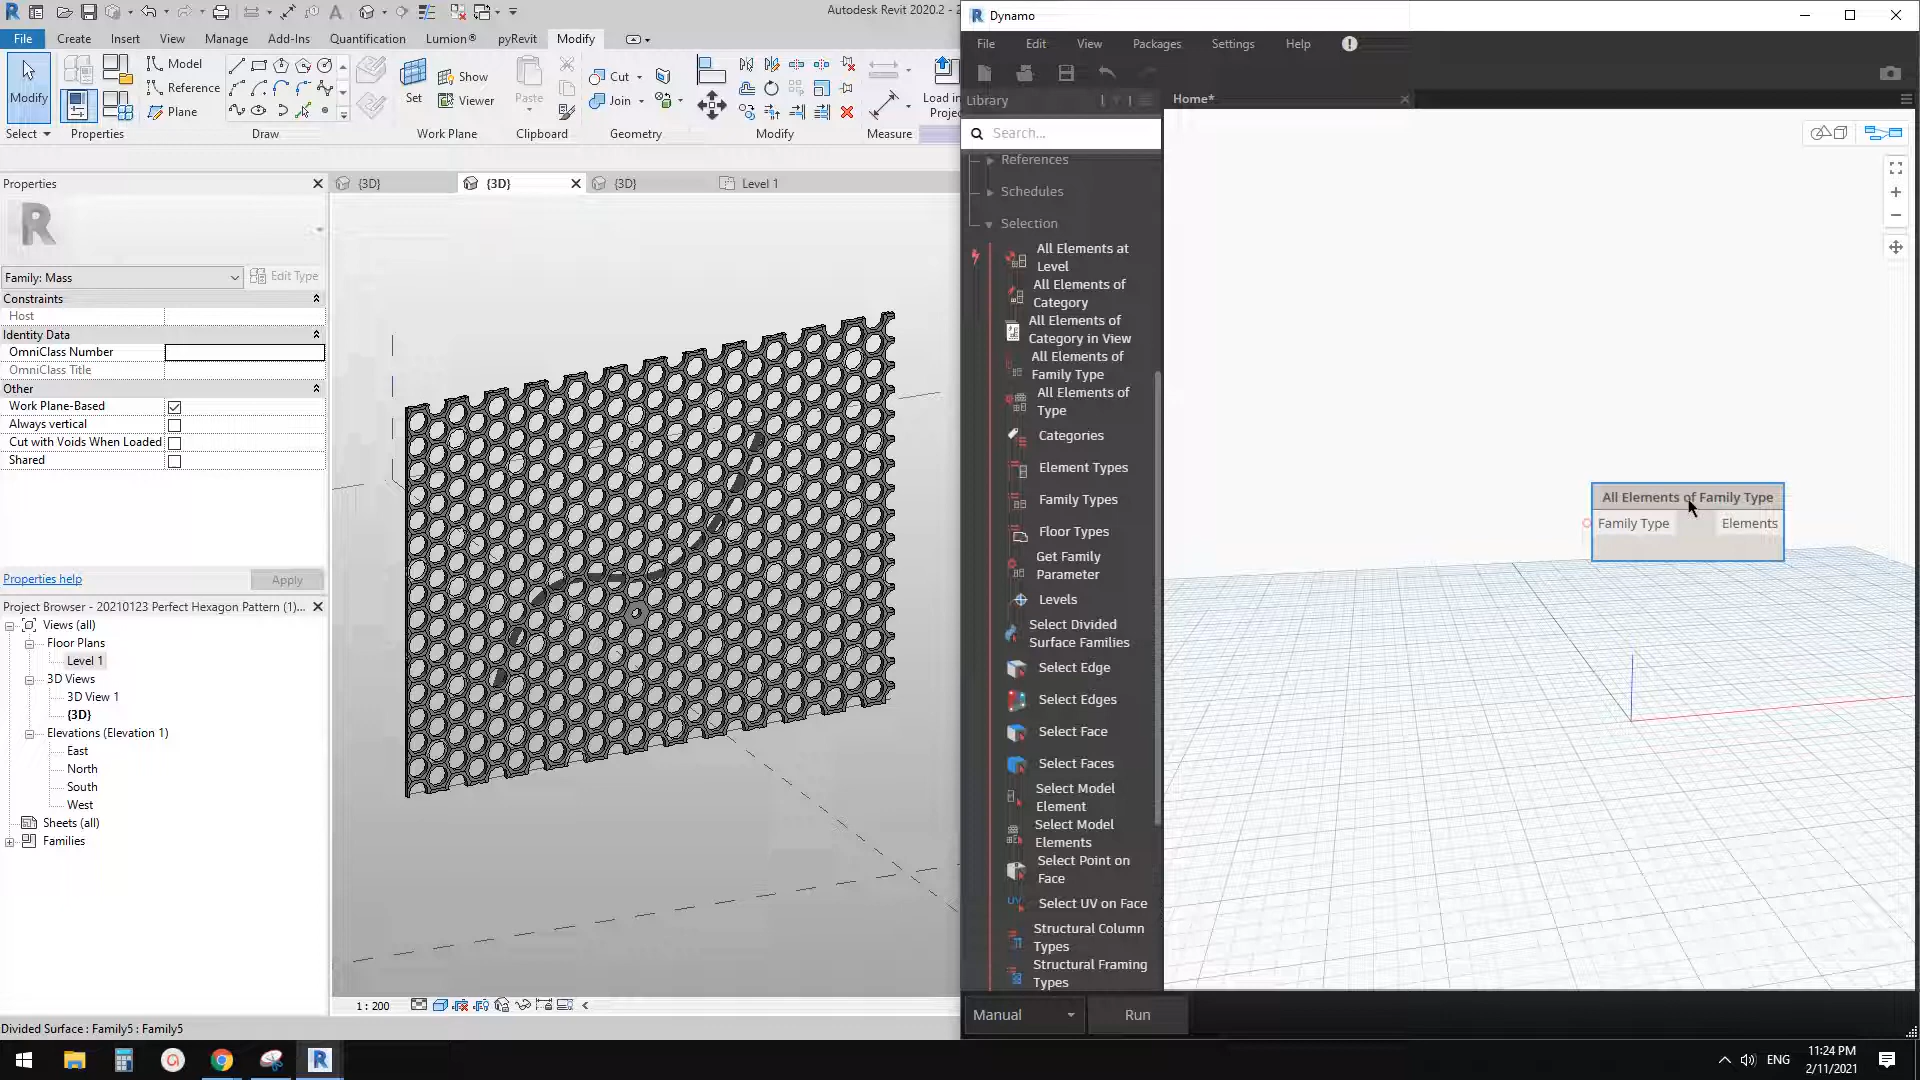 Autodesk Revit 2020.2 - 2
File
Create
Insert
View
Manage
Add-Ins
Quantification
Lumion®
pyRevit
Modify
Modify
Model
Reference
Plane
Set
Show
Viewer
Paste
Cut
Join
Load in
Projec
Select
Properties
Draw
Work Plane
Clipboard
Geometry
Modify
Measure
Properties
Family: Mass
Edit Type
Constraints
Host
Identity Data
OmniClass Number
OmniClass Title
Other
Work Plane-Based
Always vertical
Cut with Voids When Loaded
Shared
Properties help
Apply
Project Browser - 20210123 Perfect Hexagon Pattern (1)...
Views (all)
Floor Plans
Level 1
3D Views
3D View 1
{3D}
Elevations (Elevation 1)
East
North
South
West
Sheets (all)
Families
{3D}
{3D}
{3D}
Level 1
1 : 200
Divided Surface : Family5 : Family5
Dynamo
File
Edit
View
Packages
Settings
Help
Library
Home*
Search...
References
Schedules
Selection
All Elements at
Level
All Elements of
Category
All Elements of
Category in View
All Elements of
Family Type
All Elements of
Type
Categories
Element Types
Family Types
Floor Types
Get Family
Parameter
Levels
Select Divided
Surface Families
Select Edge
Select Edges
Select Face
Select Faces
Select Model
Element
Select Model
Elements
Select Point on
Face
Select UV on Face
Structural Column
Types
Structural Framing
Types
All Elements of Family Type
Family Type
Elements
Manual
Run
ENG
11:24 PM
2/11/2021